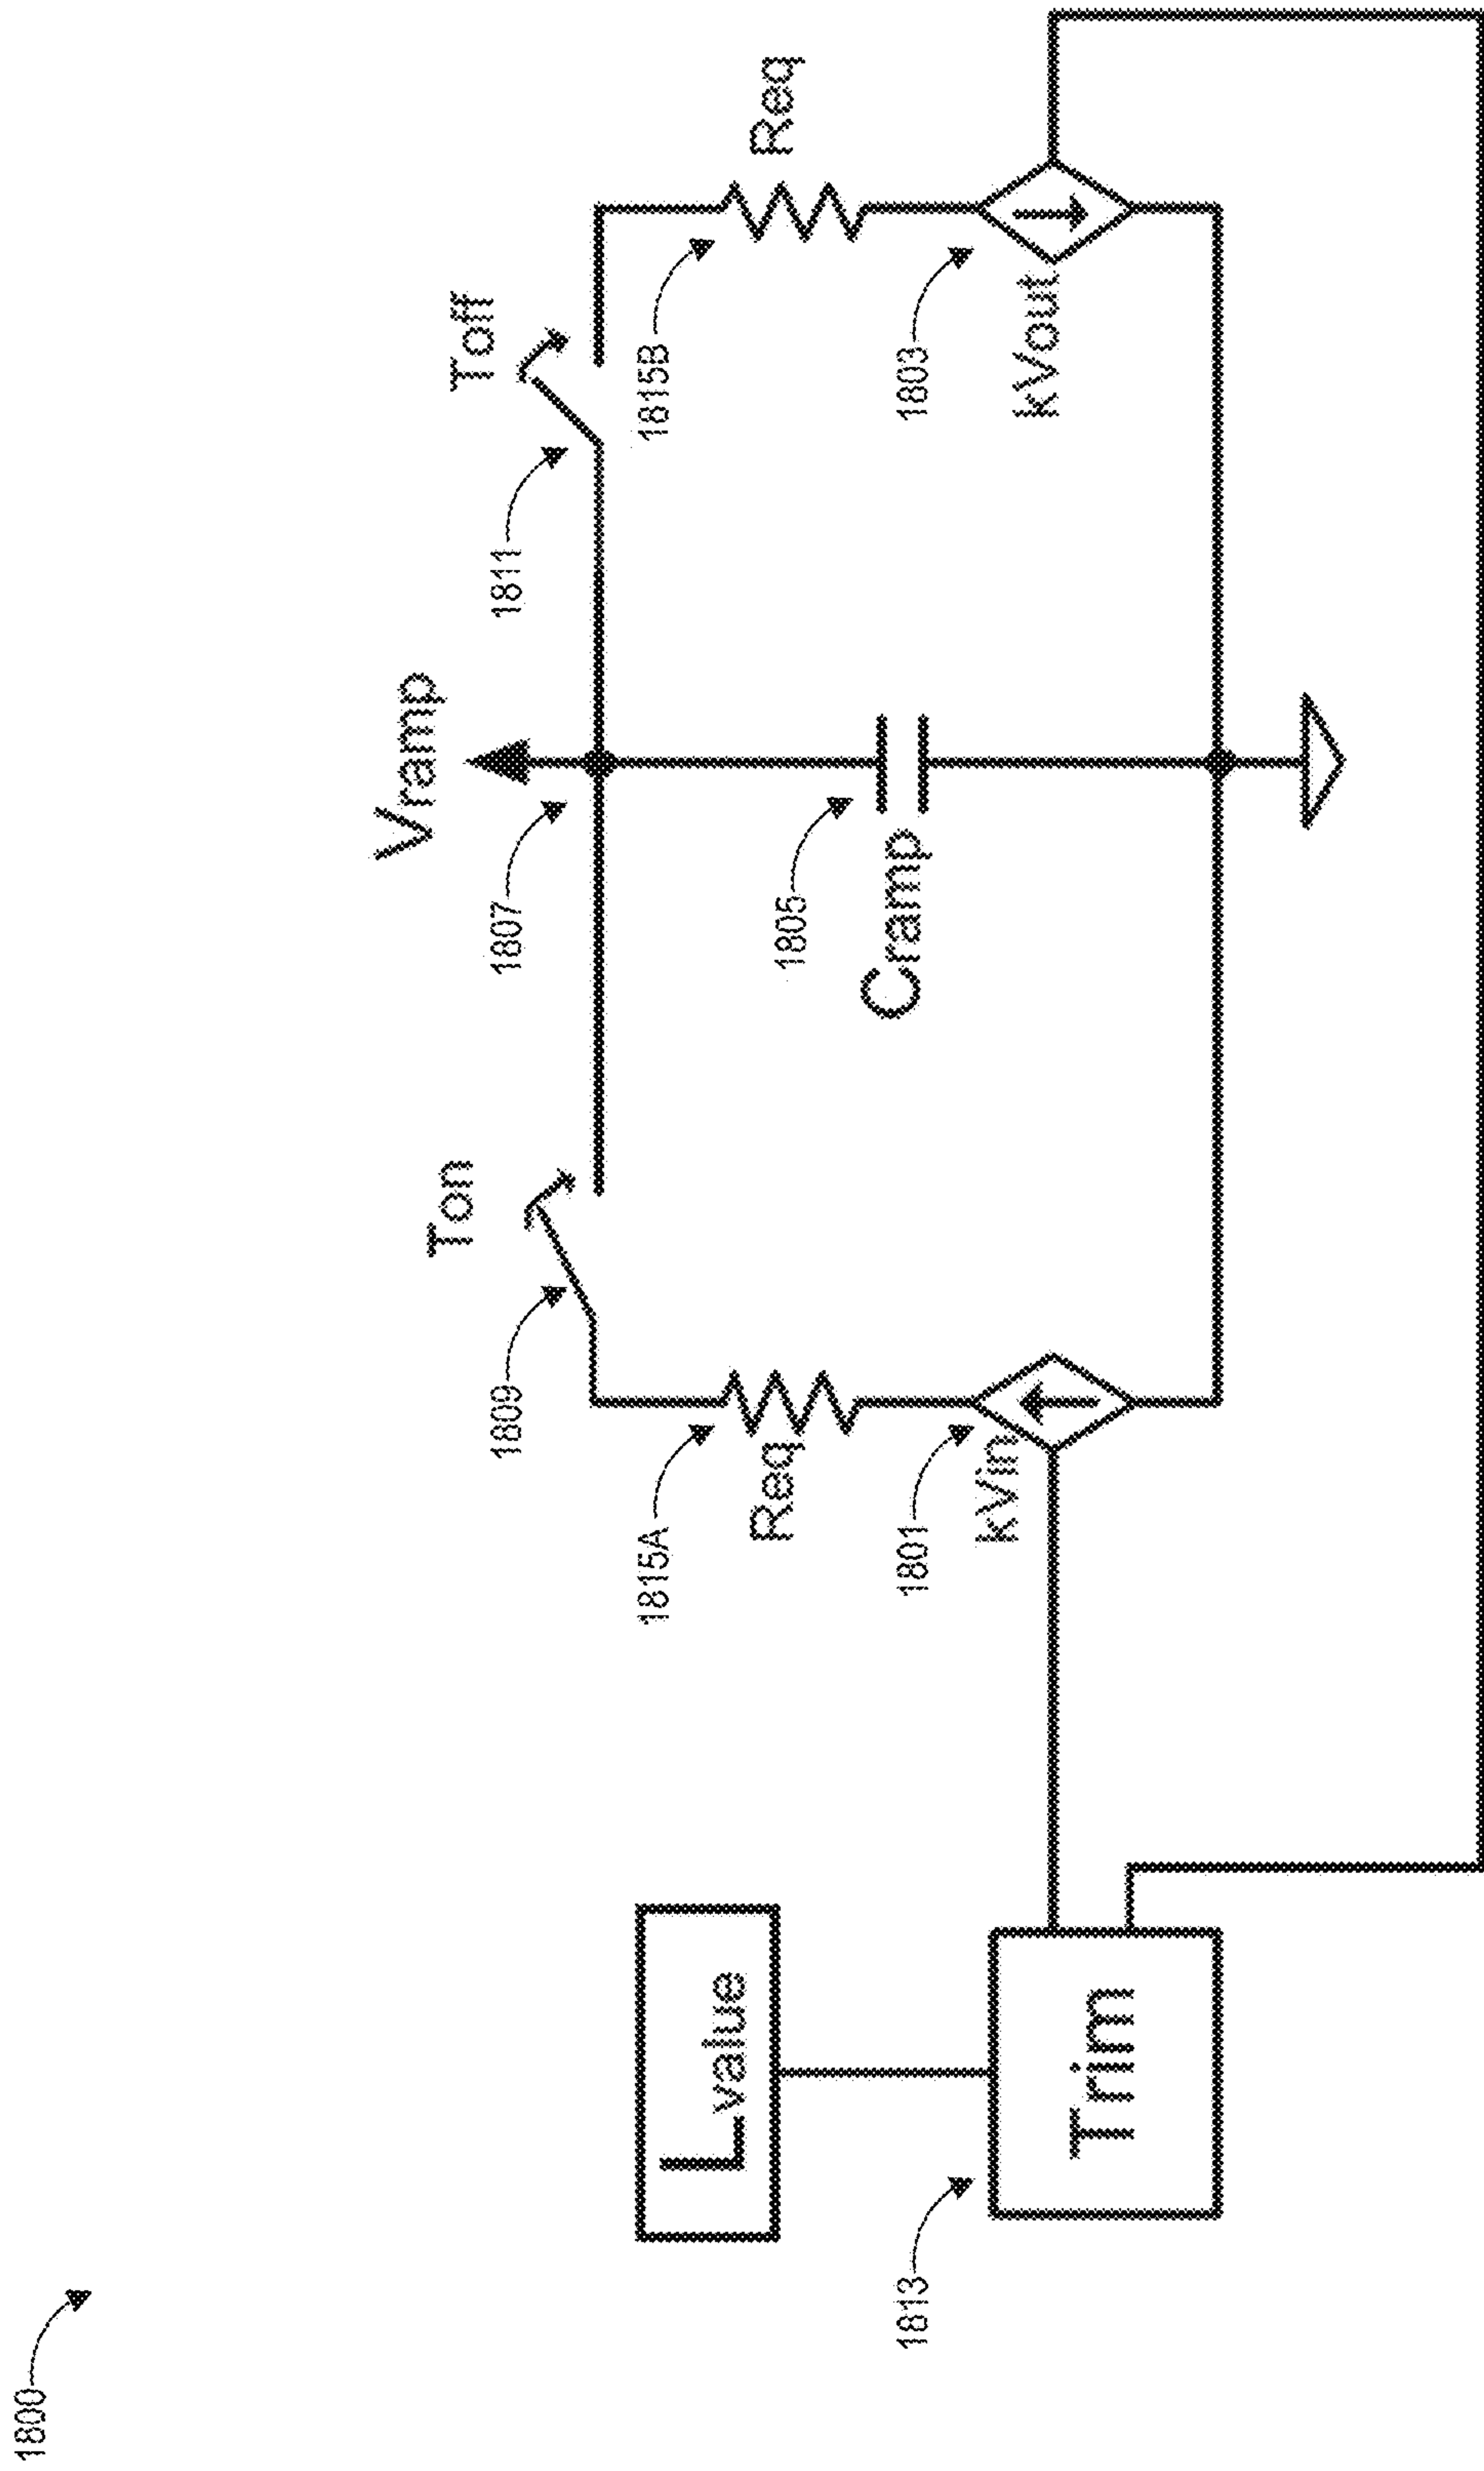 1800
Vramp
Ton
Toff
1809
1807
1811
1815A
Req
1805
Cramp
1815B
Req
Lvalue
1801
kVin
1803
kVout
1813
Trim